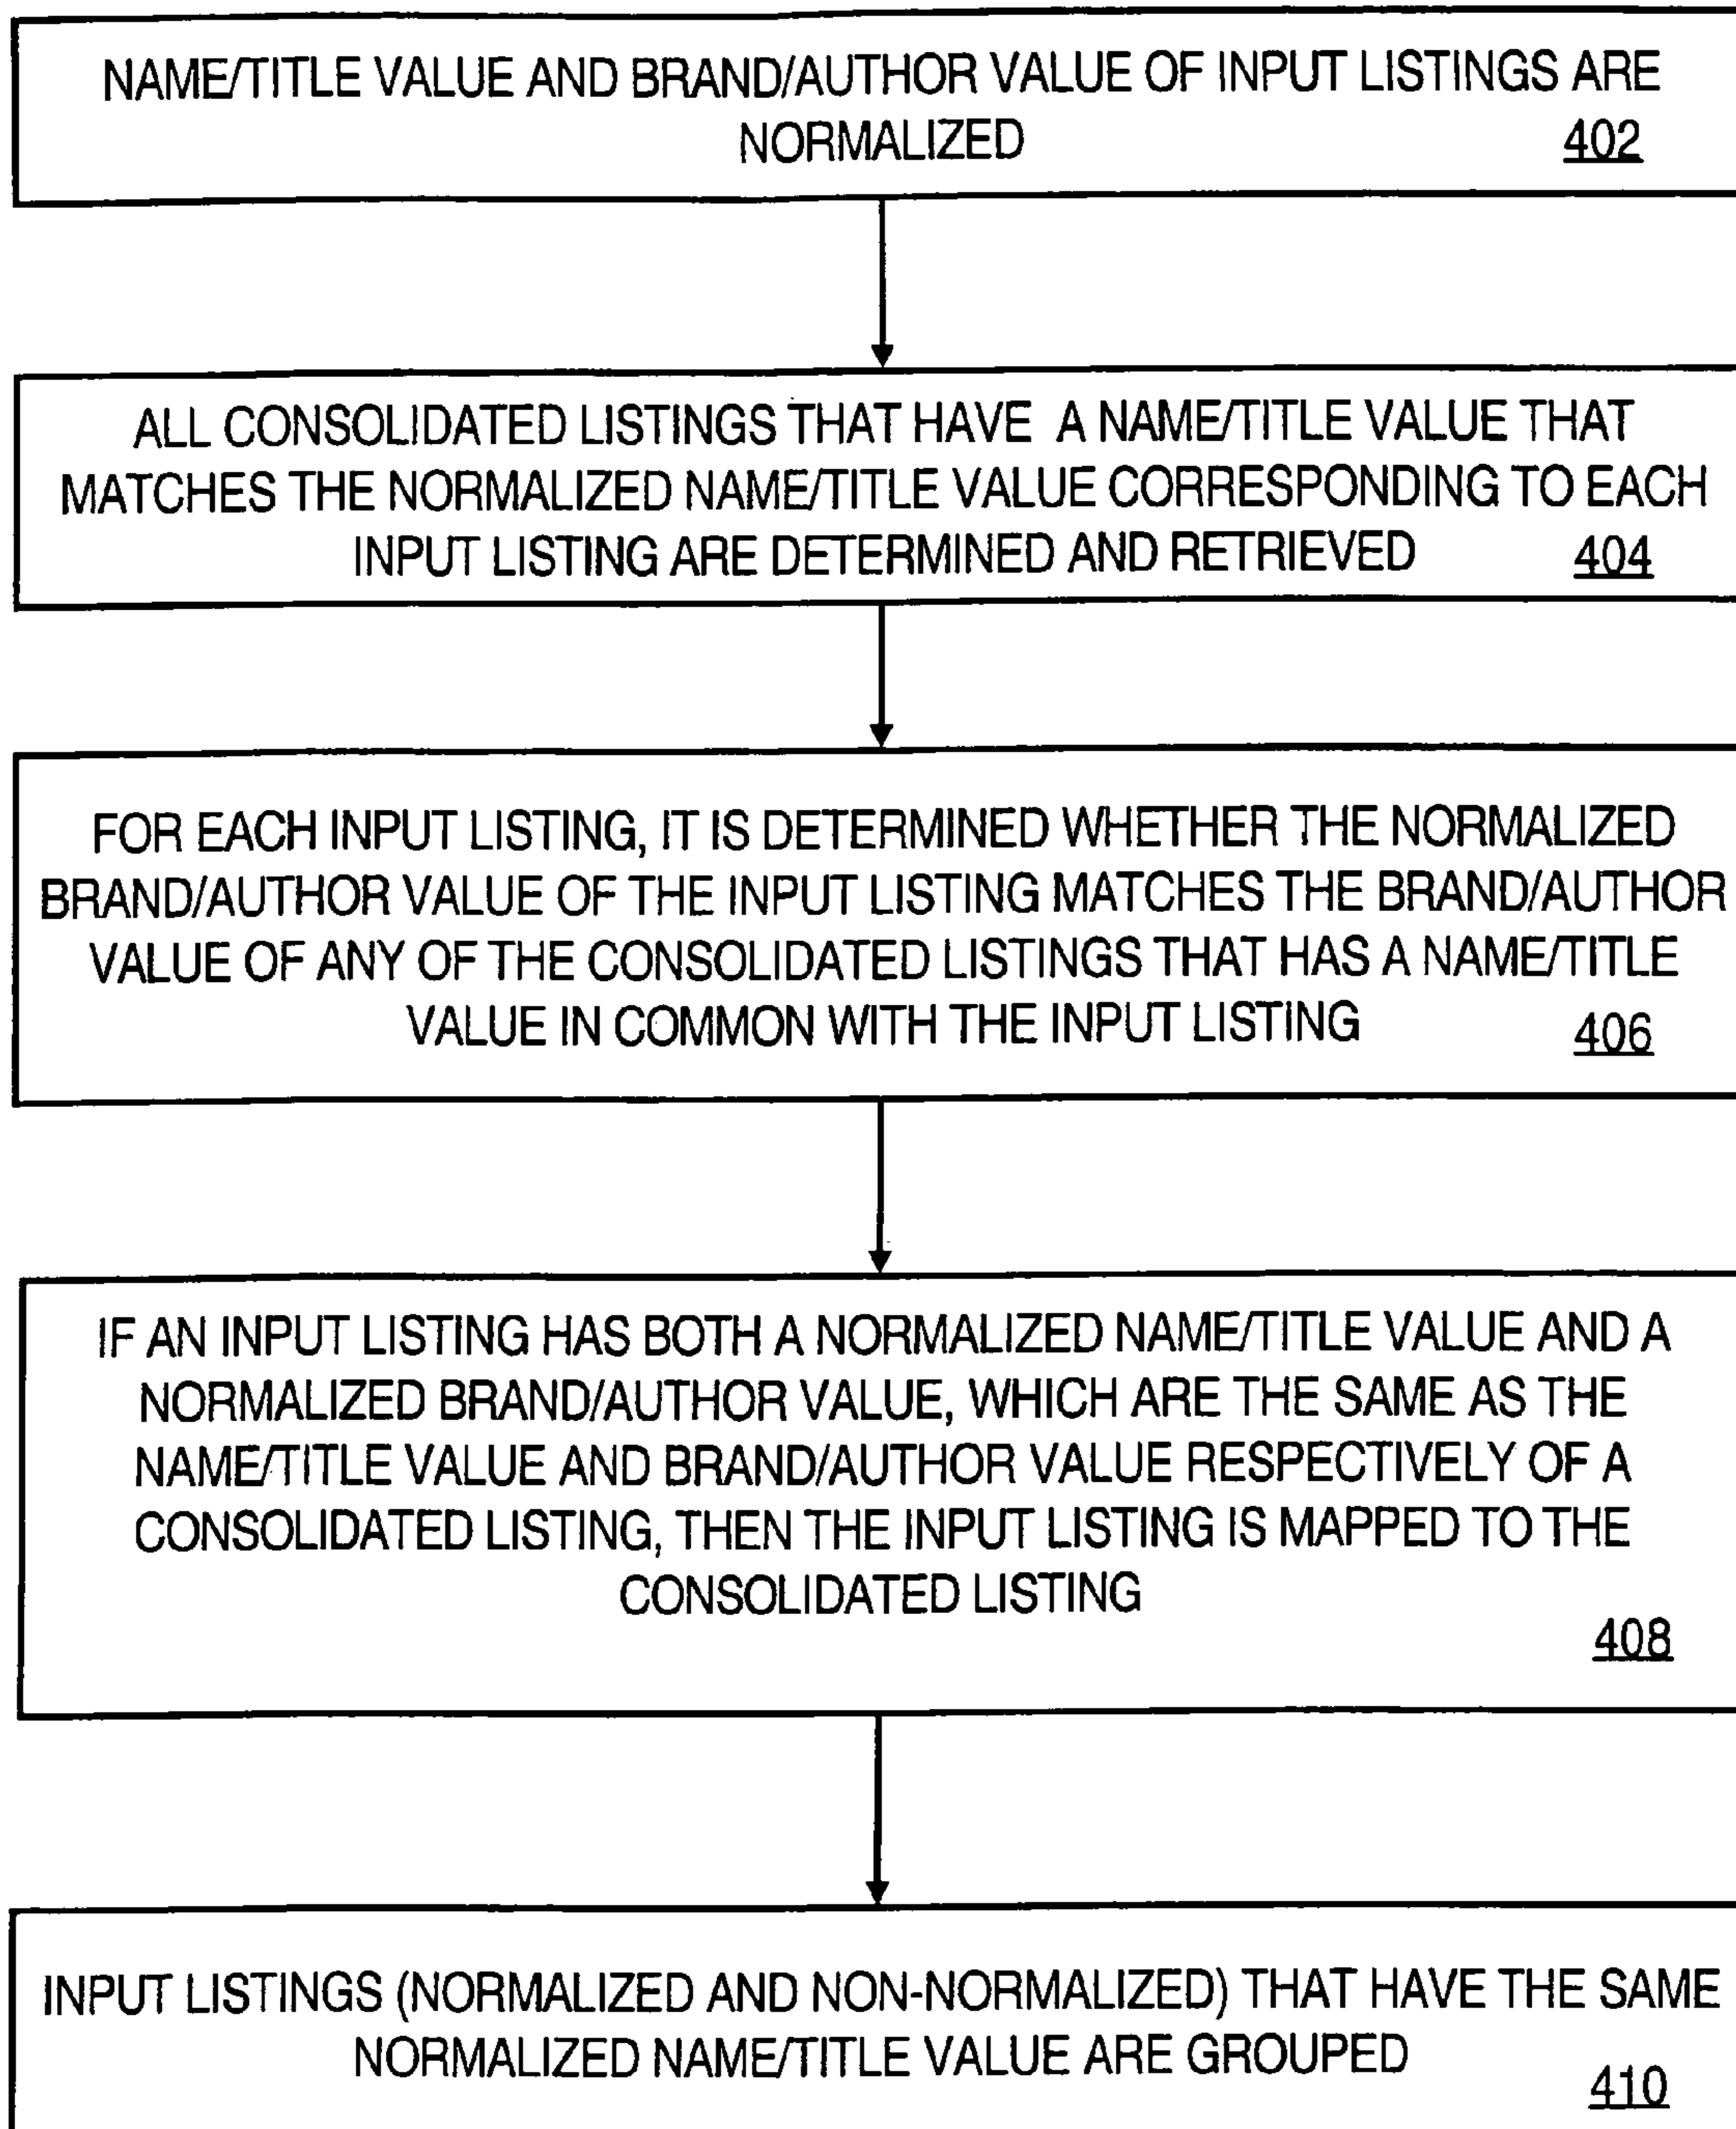 NAME/TITLE VALUE AND BRAND/AUTHOR VALUE OF INPUT LISTINGS ARE
NORMALIZED 402
ALL CONSOLIDATED LISTINGS THAT HAVE A NAME/TITLE VALUE THAT
MATCHES THE NORMALIZED NAME/TITLE VALUE CORRESPONDING TO EACH
INPUT LISTING ARE DETERMINED AND RETRIEVED 404
FOR EACH INPUT LISTING, IT IS DETERMINED WHETHER THE NORMALIZED
BRAND/AUTHOR VALUE OF THE INPUT LISTING MATCHES THE BRAND/AUTHOR
VALUE OF ANY OF THE CONSOLIDATED LISTINGS THAT HAS A NAME/TITLE
VALUE IN COMMON WITH THE INPUT LISTING 406
IF AN INPUT LISTING HAS BOTH A NORMALIZED NAME/TITLE VALUE AND A
NORMALIZED BRAND/AUTHOR VALUE, WHICH ARE THE SAME AS THE
NAME/TITLE VALUE AND BRAND/AUTHOR VALUE RESPECTIVELY OF A
CONSOLIDATED LISTING, THEN THE INPUT LISTING IS MAPPED TO THE
CONSOLIDATED LISTING
408
INPUT LISTINGS (NORMALIZED AND NON-NORMALIZED) THAT HAVE THE SAME
NORMALIZED NAME/TITLE VALUE ARE GROUPED
410